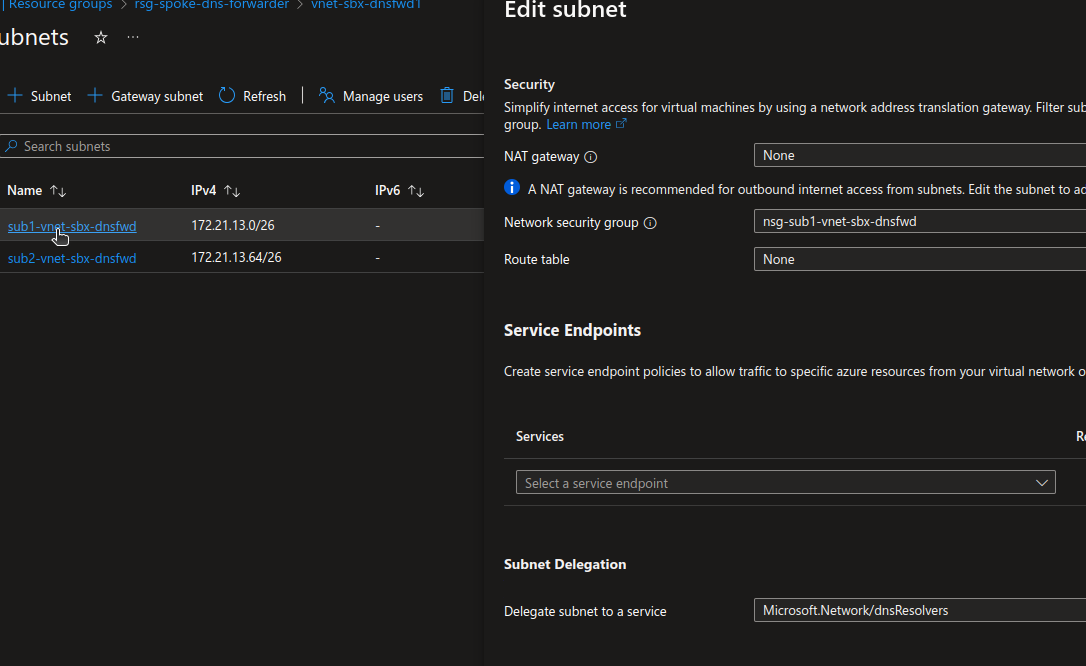 Resource groups > rsg-spoke-dns-forwarder > vnet-sbx-dnsfwd1
ubnets ☆ ···
+ Subnet + Gateway subnet Refresh | Manage users Del
Search subnets
Name ↑↓ IPv4 ↑↓ IPv6 ↑↓
sub1-vnet-sbx-dnsfwd 172.21.13.0/26 -
sub2-vnet-sbx-dnsfwd 172.21.13.64/26 -
Edit subnet
Security
Simplify internet access for virtual machines by using a network address translation gateway. Filter sub
group. Learn more
NAT gateway None
A NAT gateway is recommended for outbound internet access from subnets. Edit the subnet to ad
Network security group nsg-sub1-vnet-sbx-dnsfwd
Route table None
Service Endpoints
Create service endpoint policies to allow traffic to specific azure resources from your virtual network o
Services Re
Select a service endpoint
Subnet Delegation
Delegate subnet to a service Microsoft.Network/dnsResolvers